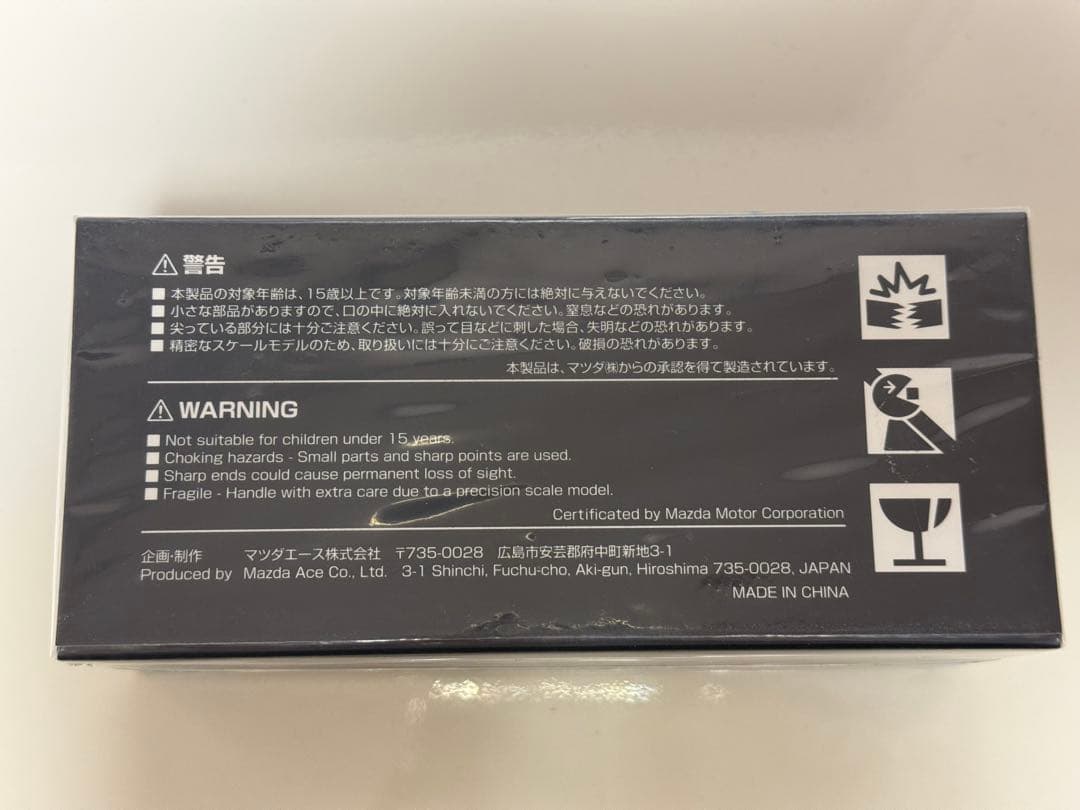 ⚠ 警告
■ 本製品の対象年齢は、15歳以上です。対象年齢未満の方には絶対に与えないでください。
■ 小さな部品がありますので、口の中に絶対に入れないでください。窒息などの恐れがあります。
■ 尖っている部分には十分ご注意ください。誤って目などに刺した場合、失明などの恐れがあります。
■ 精密なスケールモデルのため、取り扱いには十分にご注意ください。破損の恐れがあります。
本製品は、マツダ㈱からの承認を得て製造されています。
⚠ WARNING
■ Not suitable for children under 15 years.
■ Choking hazards - Small parts and sharp points are used.
■ Sharp ends could cause permanent loss of sight.
■ Fragile - Handle with extra care due to a precision scale model.
Certificated by Mazda Motor Corporation
企画・制作 マツダエース株式会社 〒735-0028 広島市安芸郡府中町新地3-1
Produced by Mazda Ace Co., Ltd. 3-1 Shinchi, Fuchu-cho, Aki-gun, Hiroshima 735-0028, JAPAN
MADE IN CHINA